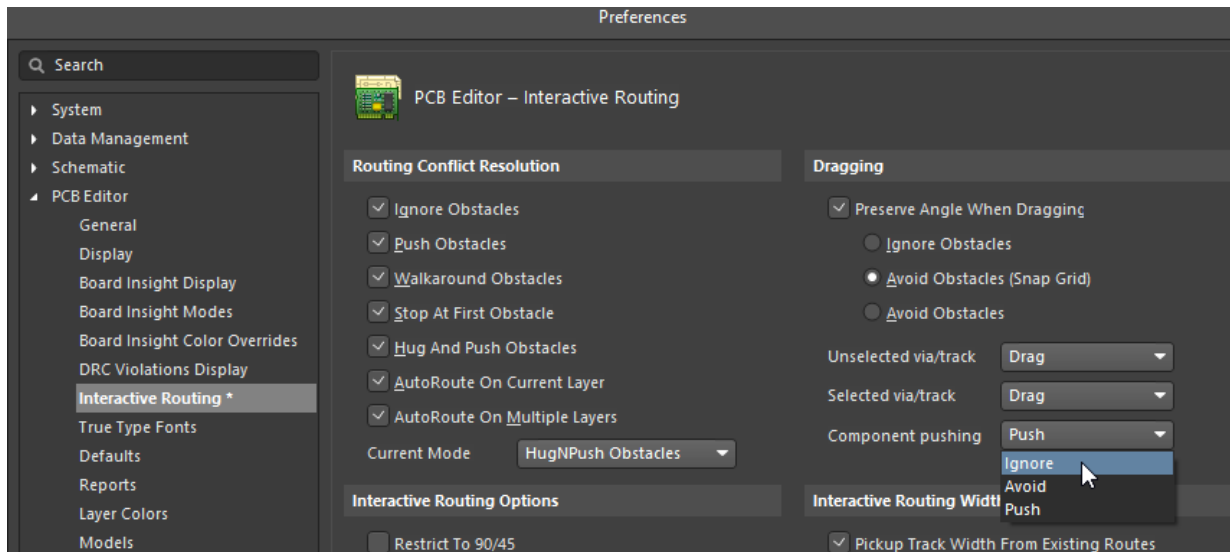 Preferences
Search
System
Data Management
Schematic
PCB Editor
General
Display
Board Insight Display
Board Insight Modes
Board Insight Color Overrides
DRC Violations Display
Interactive Routing *
True Type Fonts
Defaults
Reports
Layer Colors
Models
PCB Editor – Interactive Routing
Routing Conflict Resolution
Ignore Obstacles
Push Obstacles
Walkaround Obstacles
Stop At First Obstacle
Hug And Push Obstacles
AutoRoute On Current Layer
AutoRoute On Multiple Layers
Current Mode HugNPush Obstacles
Interactive Routing Options
Restrict To 90/45
Dragging
Preserve Angle When Dragging
Ignore Obstacles
Avoid Obstacles (Snap Grid)
Avoid Obstacles
Unselected via/track Drag
Selected via/track Drag
Component pushing Push
Ignore
Avoid
Push
Interactive Routing Widt
Pickup Track Width From Existing Routes